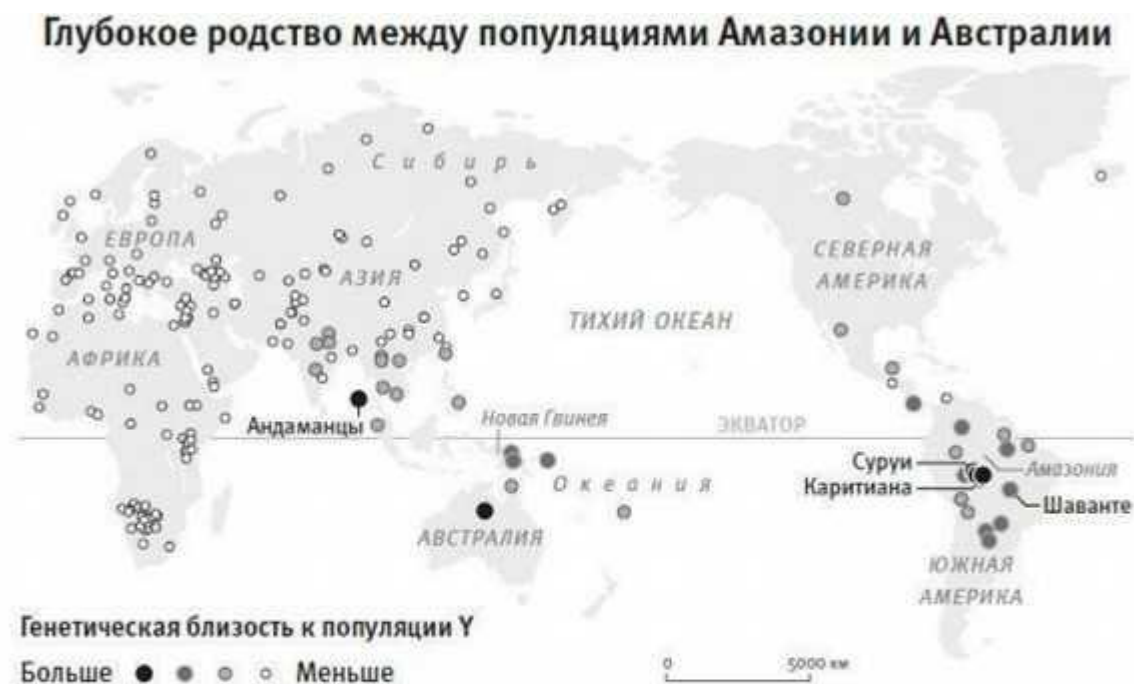 Глубокое родство между популяциями Амазонии и Австралии
Сибирь
ЕВРОПА
АЗИЯ
СЕВЕРНАЯ
АМЕРИКА
ТИХИЙ ОКЕАН
АФРИКА
Андаманцы
Новая Гвинея
ЭКВАТОР
Суруи
Каритиана
Амазония
Океания
Шаванте
АВСТРАЛИЯ
ЮЖНАЯ
АМЕРИКА
Генетическая близость к популяции Y
Больше Меньше
0 5000 км